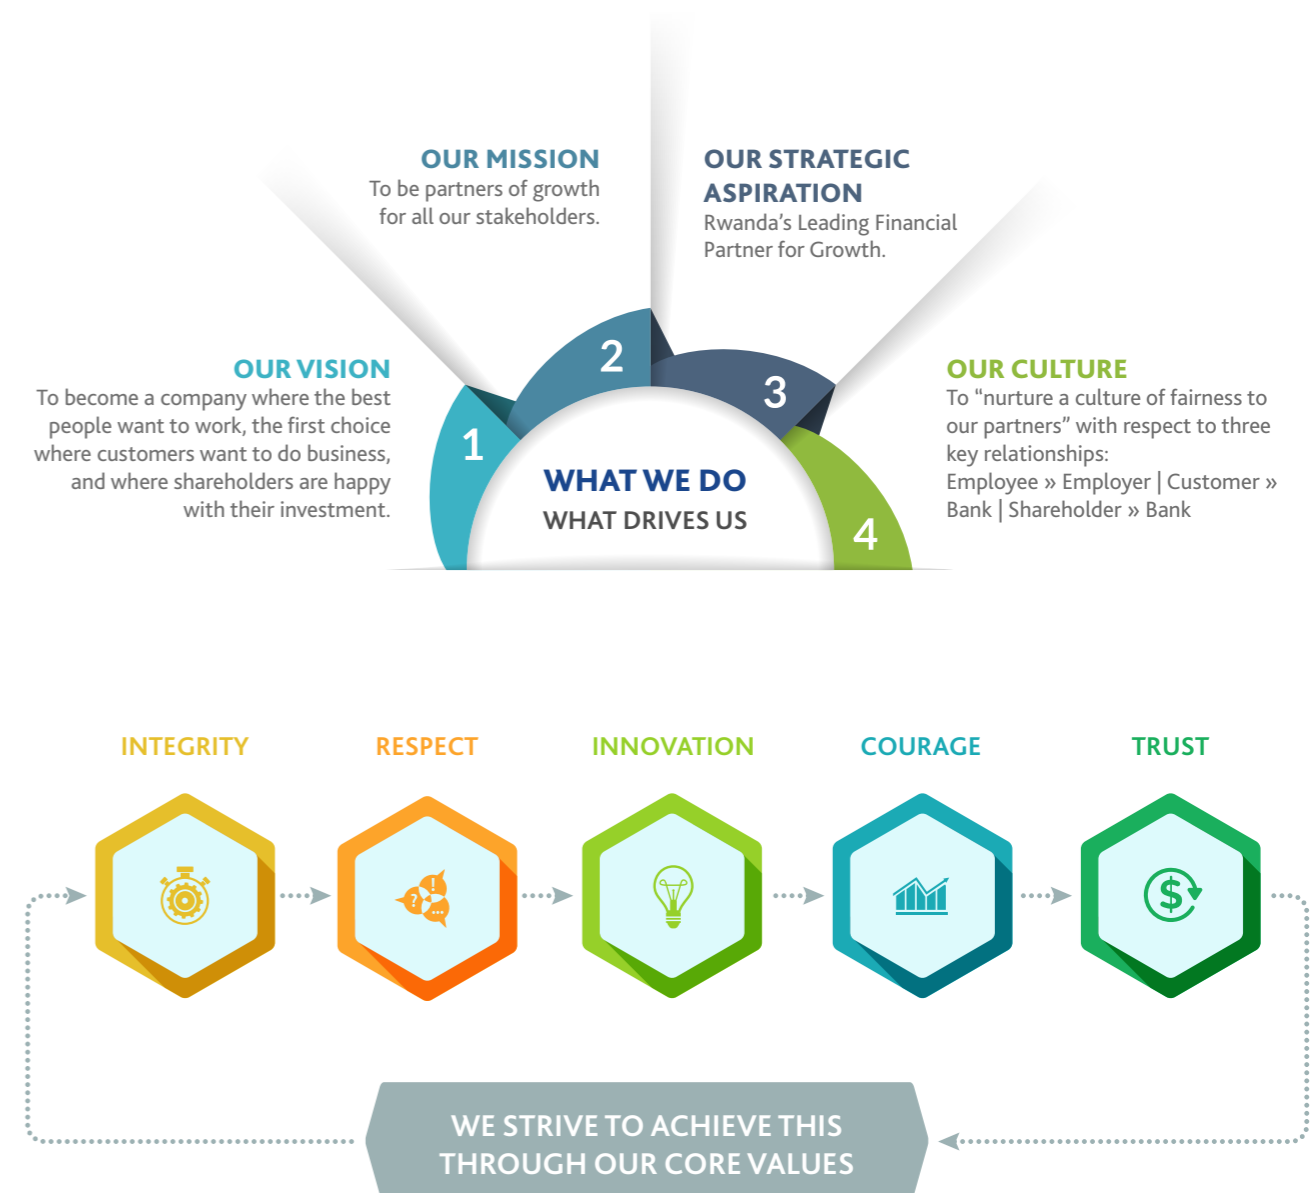 OUR MISSION
To be partners of growth
for all our stakeholders.
OUR STRATEGIC
ASPIRATION
Rwanda’s Leading Financial
Partner for Growth.
OUR VISION
To become a company where the best
people want to work, the first choice
where customers want to do business,
and where shareholders are happy
with their investment.
1
2
3
4
WHAT WE DO
WHAT DRIVES US
OUR CULTURE
To “nurture a culture of fairness to
our partners” with respect to three
key relationships:
Employee » Employer | Customer »
Bank | Shareholder » Bank
INTEGRITY
RESPECT
INNOVATION
COURAGE
TRUST
?
!
...
$
WE STRIVE TO ACHIEVE THIS
THROUGH OUR CORE VALUES